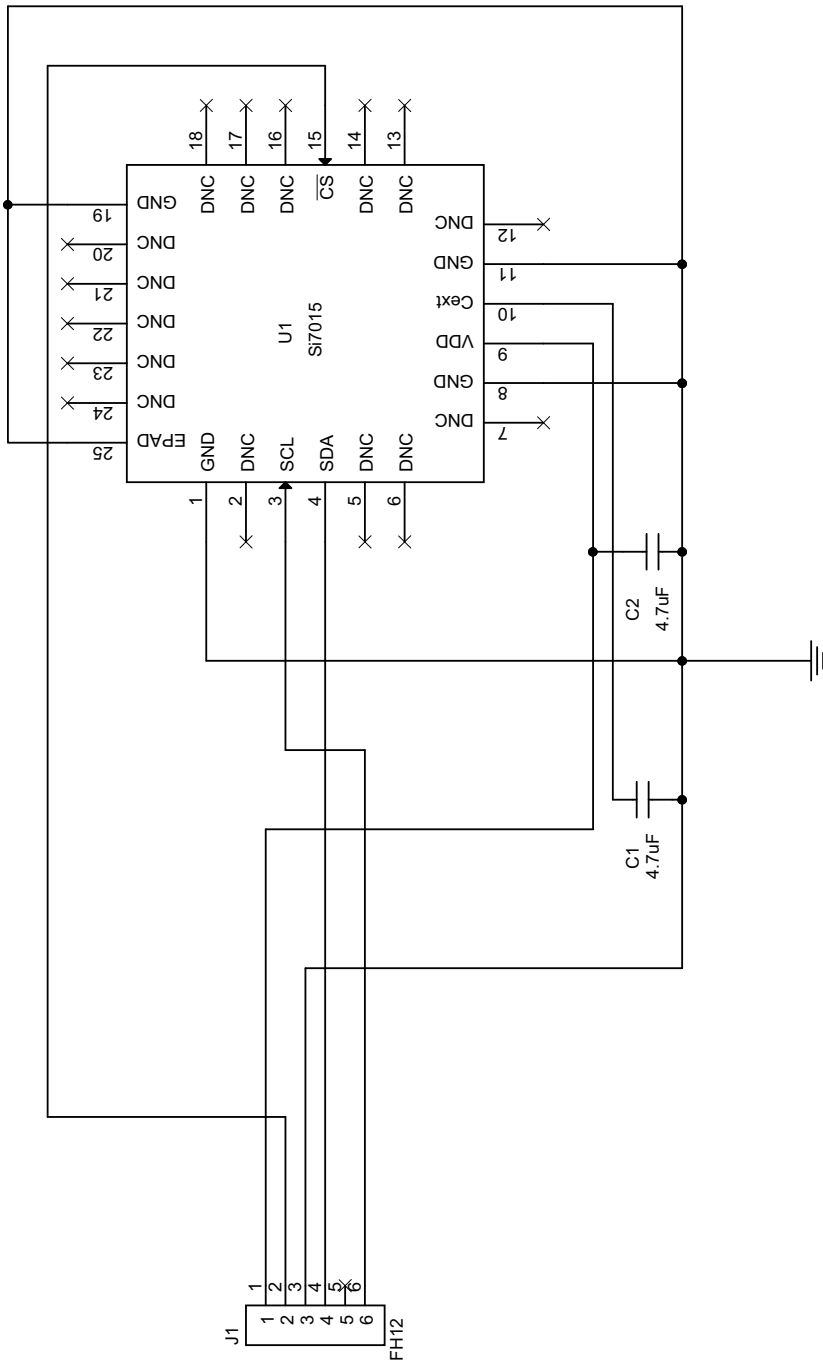 18
17
16
15
14
13
DNC
DNC
DNC
CS
DNC
DNC
19
GND
20
DNC
21
DNC
22
DNC
23
DNC
24
DNC
25
EPAD
U1
Si7015
DNC
12
GND
11
Cext
10
VDD
9
GND
8
DNC
7
GND
DNC
SCL
SDA
DNC
DNC
1
2
3
4
5
6
C2
4.7uF
C1
4.7uF
J1
1
2
3
4
5
6
1
2
3
4
5
6
FH12